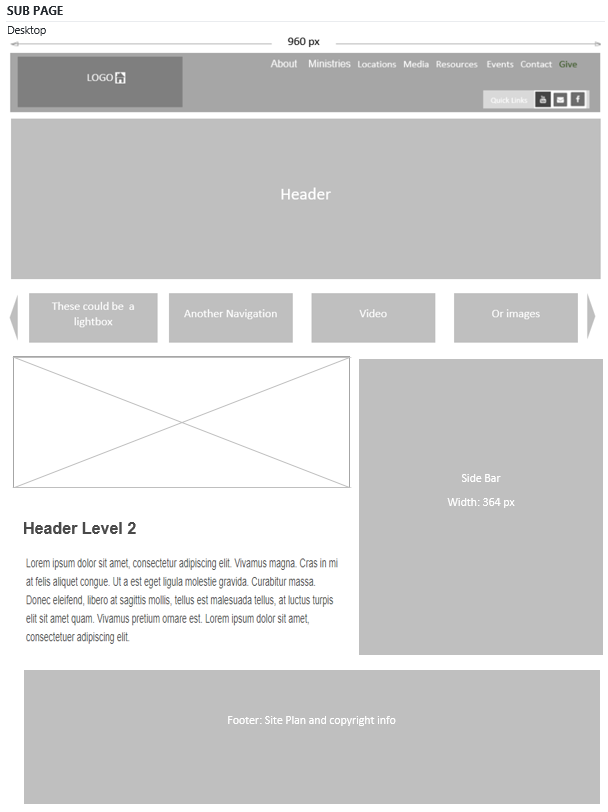 SUB PAGE
Desktop
960 px
LOGO
About Ministries Locations Media Resources Events Contact Give
Quick Links
Header
These could be a
lightbox
Another Navigation
Video
Or images
Side Bar
Width: 364 px
Header Level 2
Lorem ipsum dolor sit amet, consectetur adipiscing elit. Vivamus magna. Cras in mi
at felis aliquet congue. Ut a est eget ligula molestie gravida. Curabitur massa.
Donec eleifend, libero at sagittis mollis, tellus est malesuada tellus, at luctus turpis
elit sit amet quam. Vivamus pretium ornare est. Lorem ipsum dolor sit amet,
consectetuer adipiscing elit.
Footer: Site Plan and copyright info